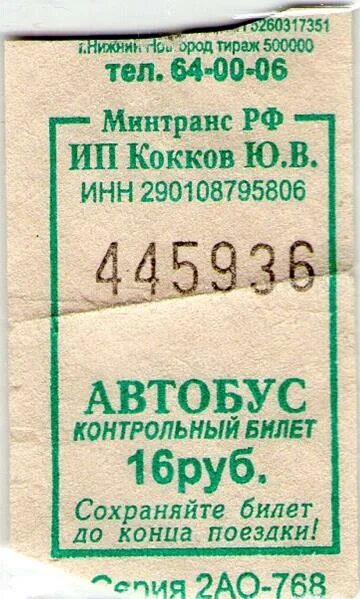 5260317351
г.Нижний Новгород тираж 500000
тел. 64-00-06
Минтранс РФ
ИП Кокков Ю.В.
ИНН 290108795806
445936
АВТОБУС
КОНТРОЛЬНЫЙ БИЛЕТ
16руб.
Сохраняйте билет
до конца поездки!
Серия 2АО-768